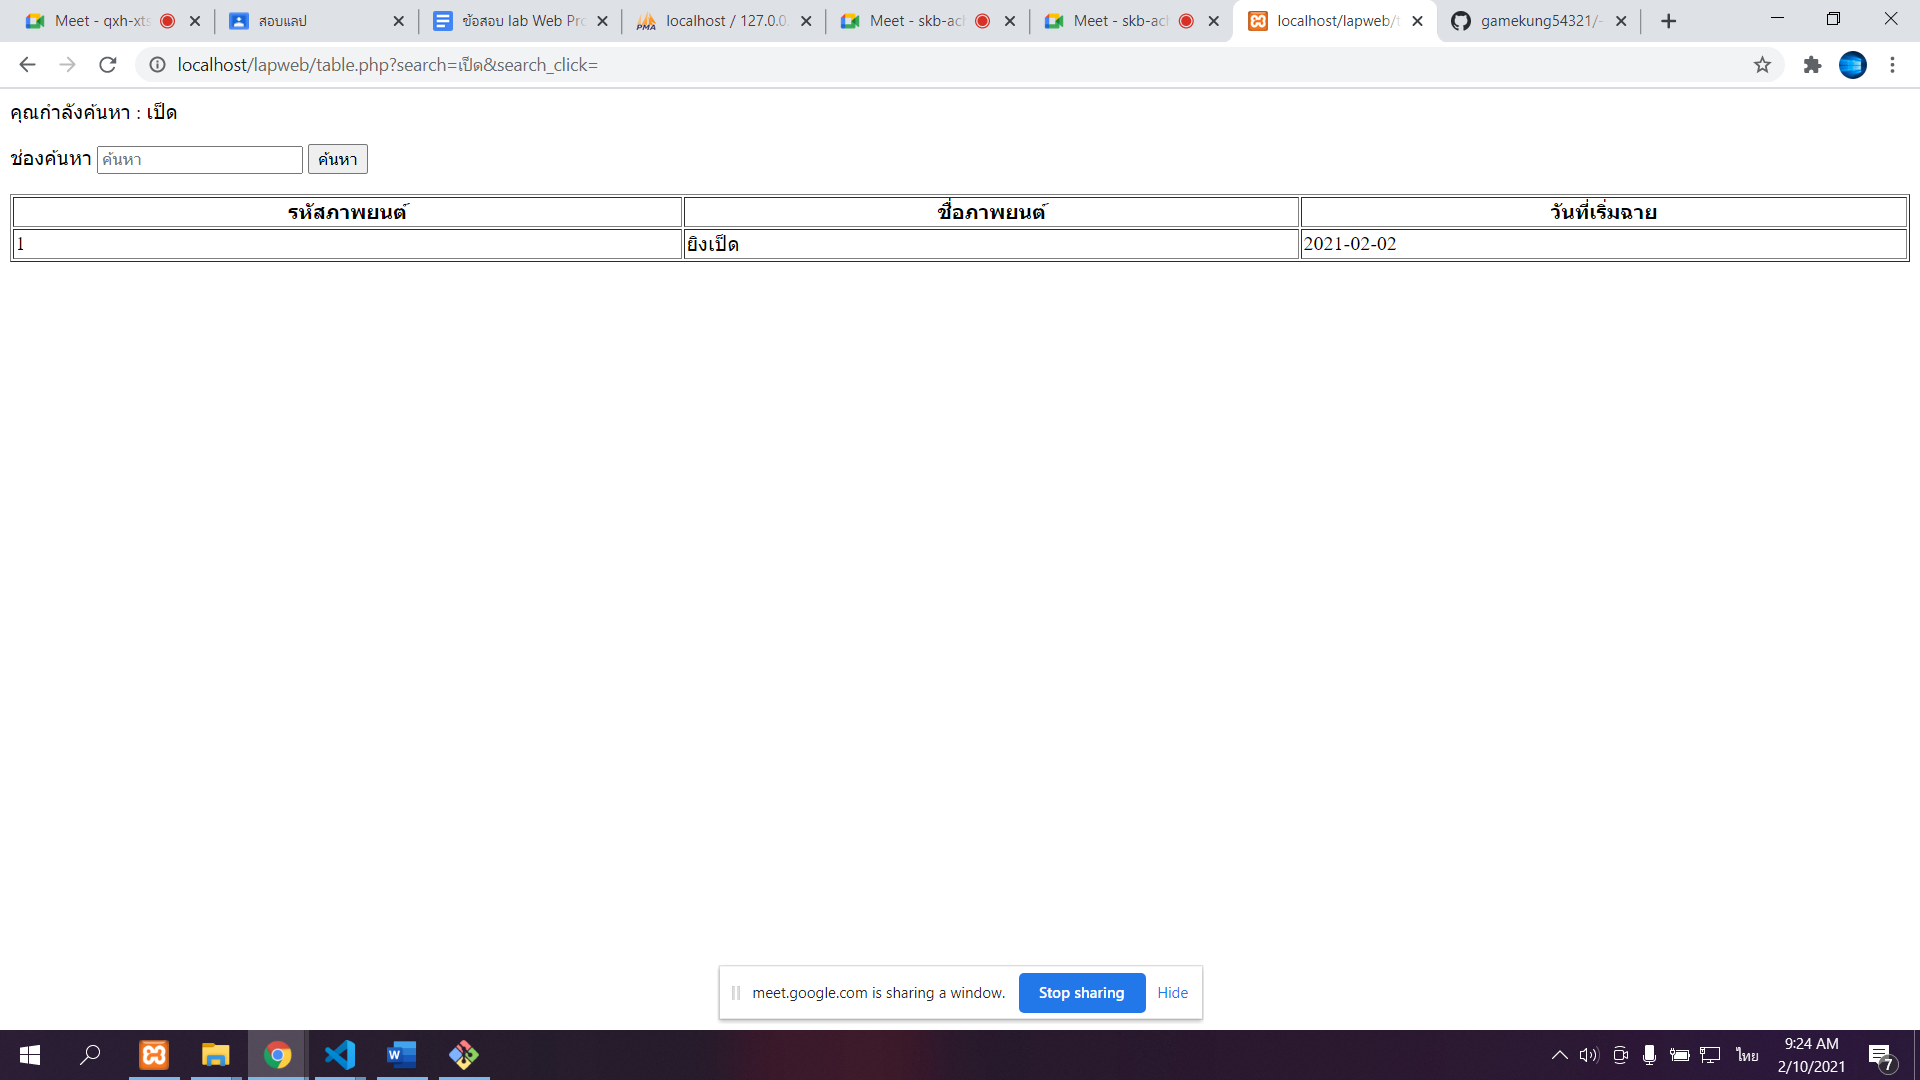 Meet - qxh-xts
สอบแลป
ข้อสอบ lab Web Pro
localhost / 127.0.0.
Meet - skb-ach
Meet - skb-ach
localhost/lapweb/t
gamekung54321/-
localhost/lapweb/table.php?search=เป็ด&search_click=
คุณกำลังค้นหา : เป็ด
ช่องค้นหา ค้นหา ค้นหา
รหัสภาพยนต์ ชื่อภาพยนต์ วันที่เริ่มฉาย
1 ยิงเป็ด 2021-02-02
meet.google.com is sharing a window. Stop sharing Hide
ไทย
9:24 AM
2/10/2021
7